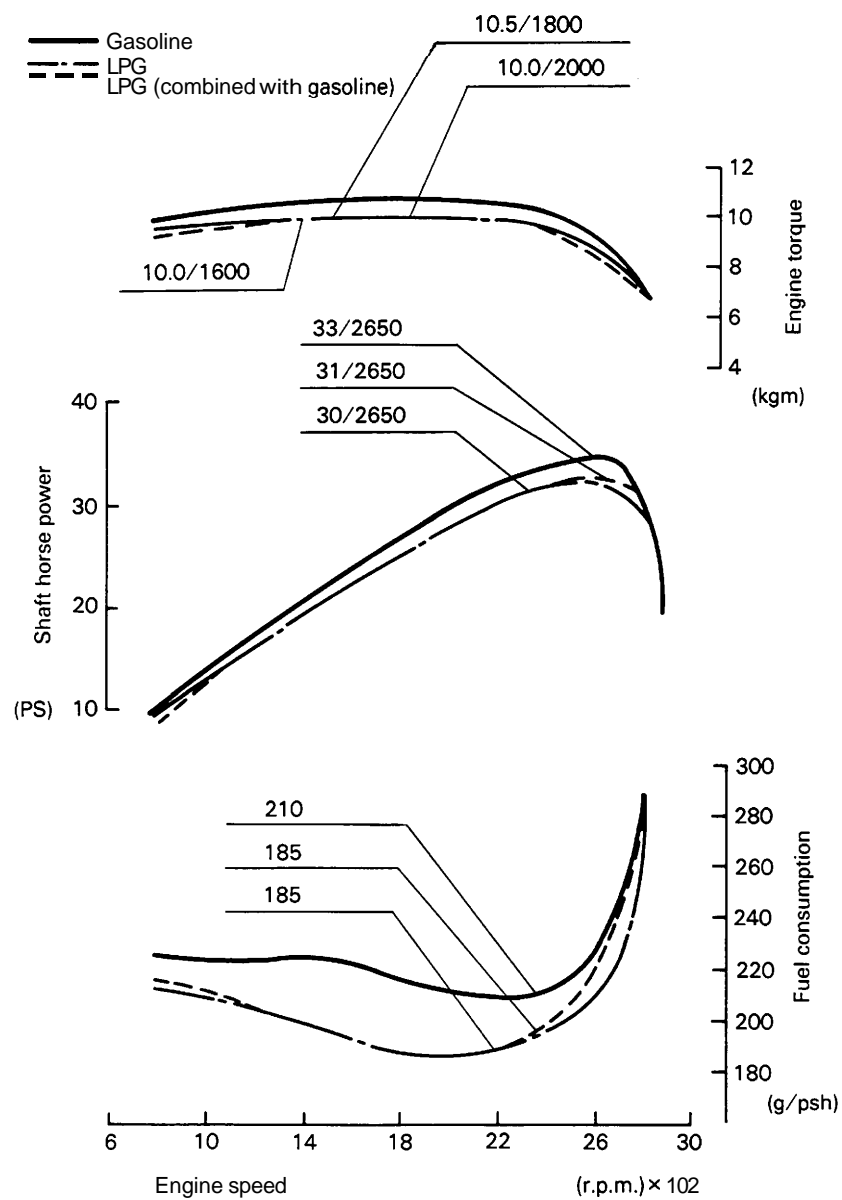 Gasoline
LPG
LPG (combined with gasoline)
10.5/1800
10.0/2000
10.0/1600
12
10
8
6
4
Engine torque
(kgm)
33/2650
31/2650
30/2650
40
30
20
10
Shaft horse power
(PS)
210
185
185
300
280
260
240
220
200
180
Fuel consumption
(g/psh)
6 10 14 18 22 26 30
Engine speed (r.p.m.) × 102